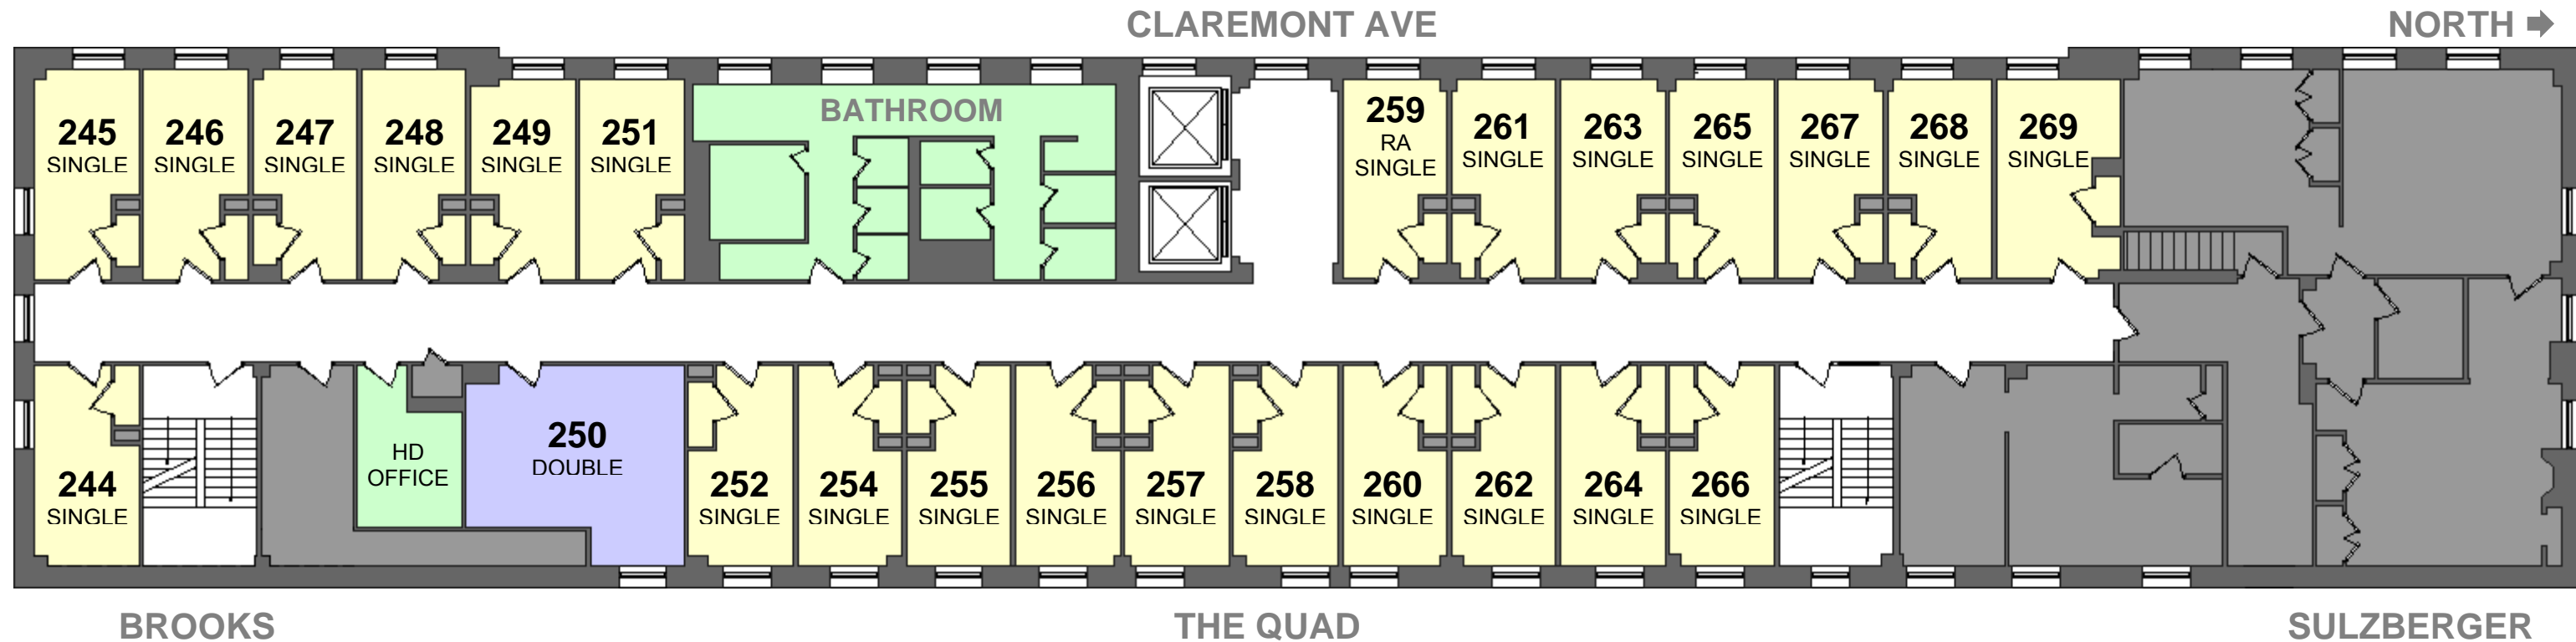 CLAREMONT AVE
NORTH
245
SINGLE
246
SINGLE
247
SINGLE
248
SINGLE
249
SINGLE
251
SINGLE
BATHROOM
259
RA
SINGLE
261
SINGLE
263
SINGLE
265
SINGLE
267
SINGLE
268
SINGLE
269
SINGLE
244
SINGLE
HD
OFFICE
250
DOUBLE
252
SINGLE
254
SINGLE
255
SINGLE
256
SINGLE
257
SINGLE
258
SINGLE
260
SINGLE
262
SINGLE
264
SINGLE
266
SINGLE
BROOKS
THE QUAD
SULZBERGER